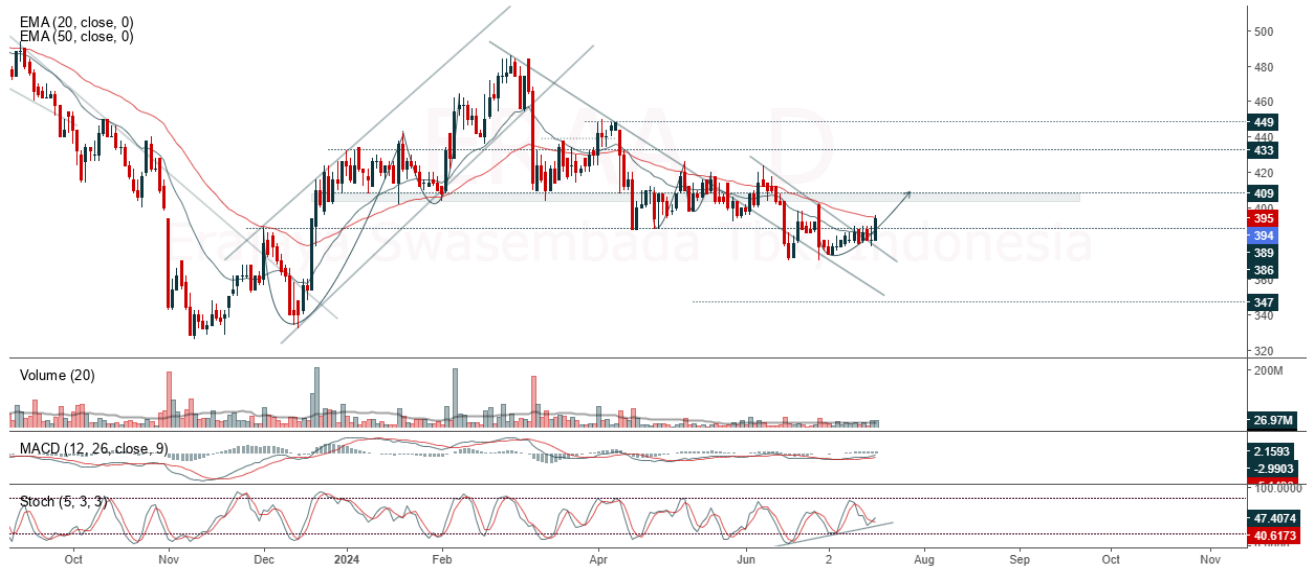 EMA (20, close, 0)
EMA (50, close, 0)
500
480
460
449
440
433
420
409
400
395
394
389
386
347
340
320
Volume (20)
200M
26.97M
MACD (12, 26, close, 9)
2.1593
-2.9903
Stoch (5, 3, 3)
100.0000
47.4074
40.6173
Oct Nov Dec 2024 Feb Apr Jun 2 Aug Sep Oct Nov